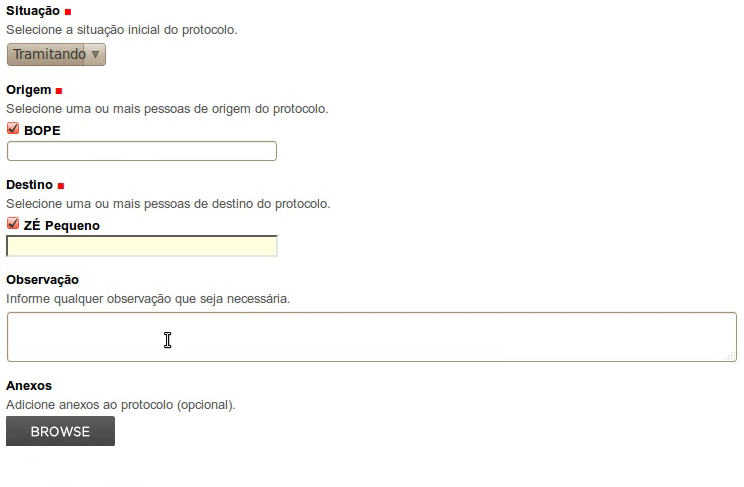 Situação
Selecione a situação inicial do protocolo.
Tramitando
Origem
Selecione uma ou mais pessoas de origem do protocolo.
BOPE
Destino
Selecione uma ou mais pessoas de destino do protocolo.
ZÉ Pequeno
Observação
Informe qualquer observação que seja necessária.
Anexos
Adicione anexos ao protocolo (opcional).
BROWSE